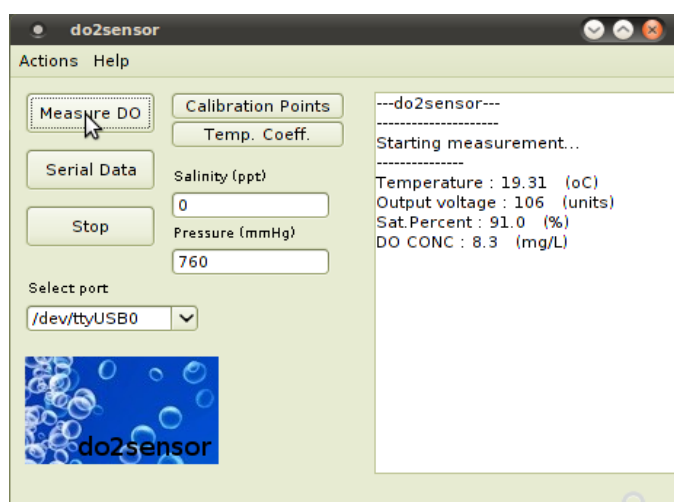 do2sensor
Actions Help
Measure DO
Calibration Points
Temp. Coeff.
Serial Data
Salinity (ppt)
0
Stop
Pressure (mmHg)
760
Select port
/dev/ttyUSB0
do2sensor
---do2sensor---
---------------------
Starting measurement...
---------------
Temperature : 19.31 (oC)
Output voltage : 106 (units)
Sat.Percent : 91.0 (%)
DO CONC : 8.3 (mg/L)